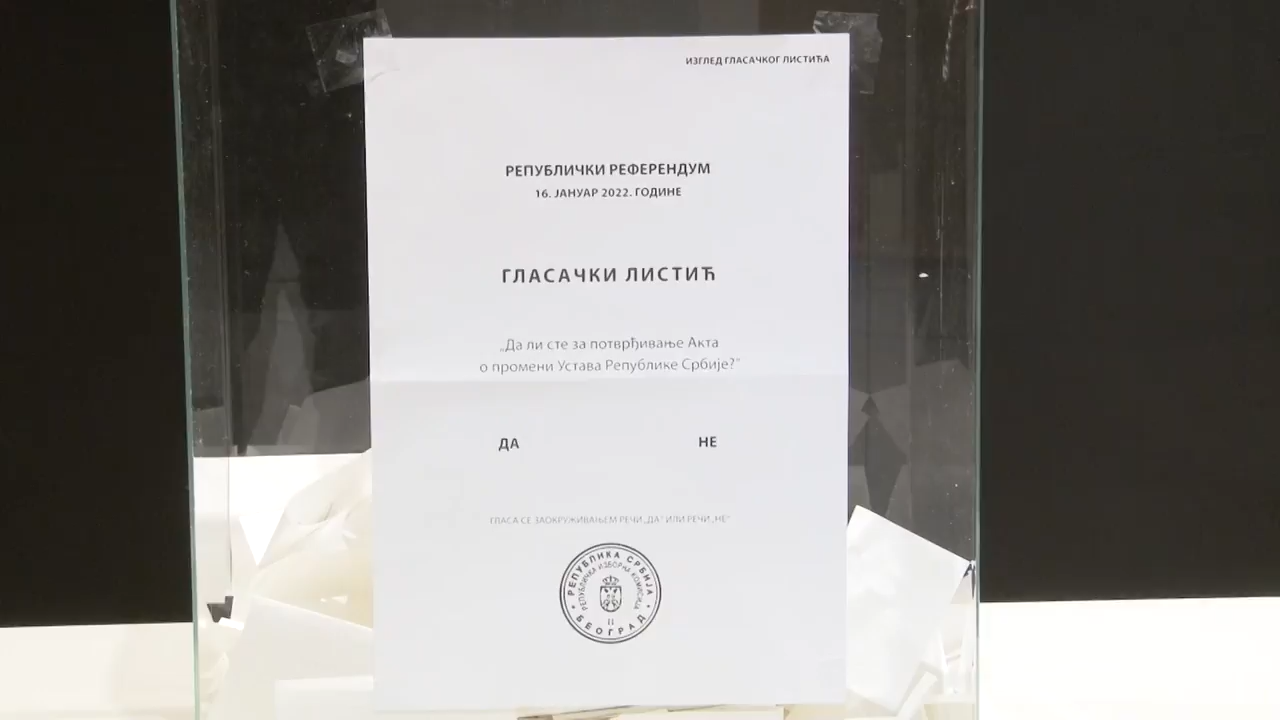 ИЗГЛЕД ГЛАСАЧКОГ ЛИСТИЋА
РЕПУБЛИЧКИ РЕФЕРЕНДУМ
16. ЈАНУАР 2022. ГОДИНЕ
ГЛАСАЧКИ ЛИСТИЋ
„Да ли сте за потврђивање Акта
о промени Устава Републике Србије?“
ДА
НЕ
ГЛАСА СЕ ЗАОКРУЖИВАЊЕМ РЕЧИ „ДА“ ИЛИ РЕЧИ „НЕ“
РЕПУБЛИКА СРБИЈА
РЕПУБЛИЧКА ИЗБОРНА КОМИСИЈА
II
БЕОГРАД